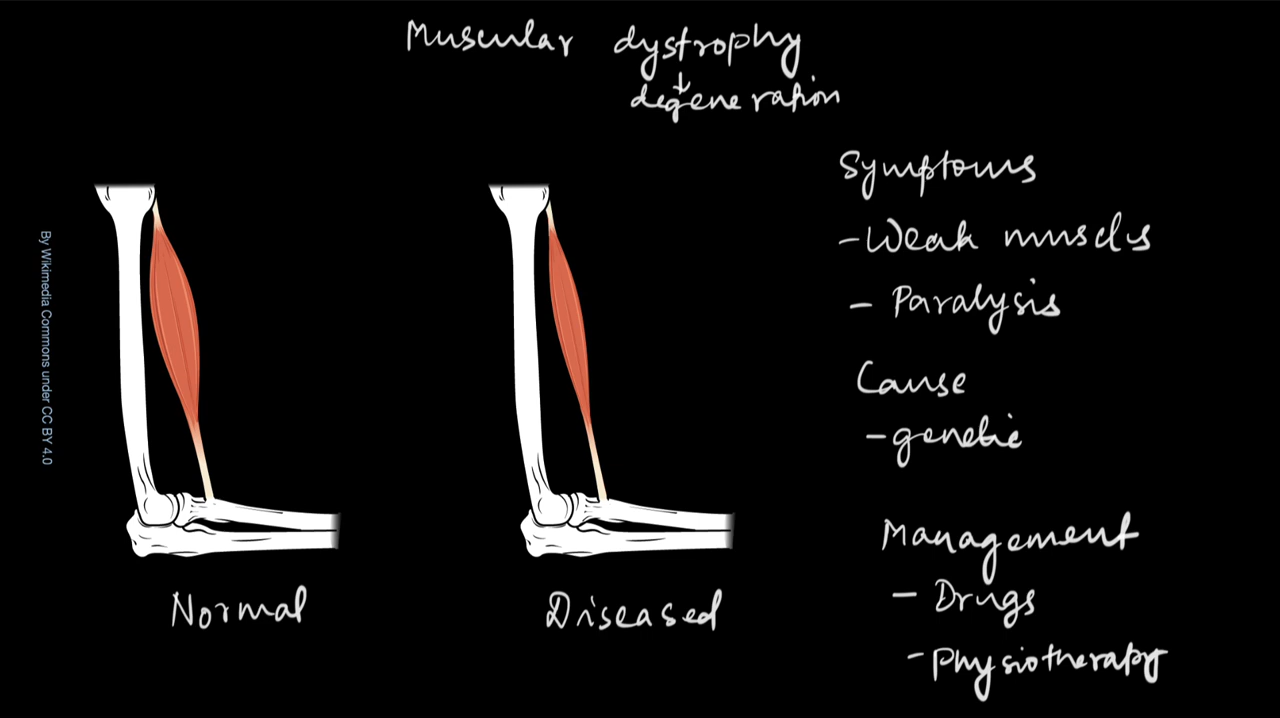 Muscular dystrophy
↓
degeneration
Symptoms
- Weak muscles
- Paralysis
Cause
- genetic
Management
- Drugs
- Physiotherapy
Normal
Diseased
By Wikimedia Commons under CC BY 4.0